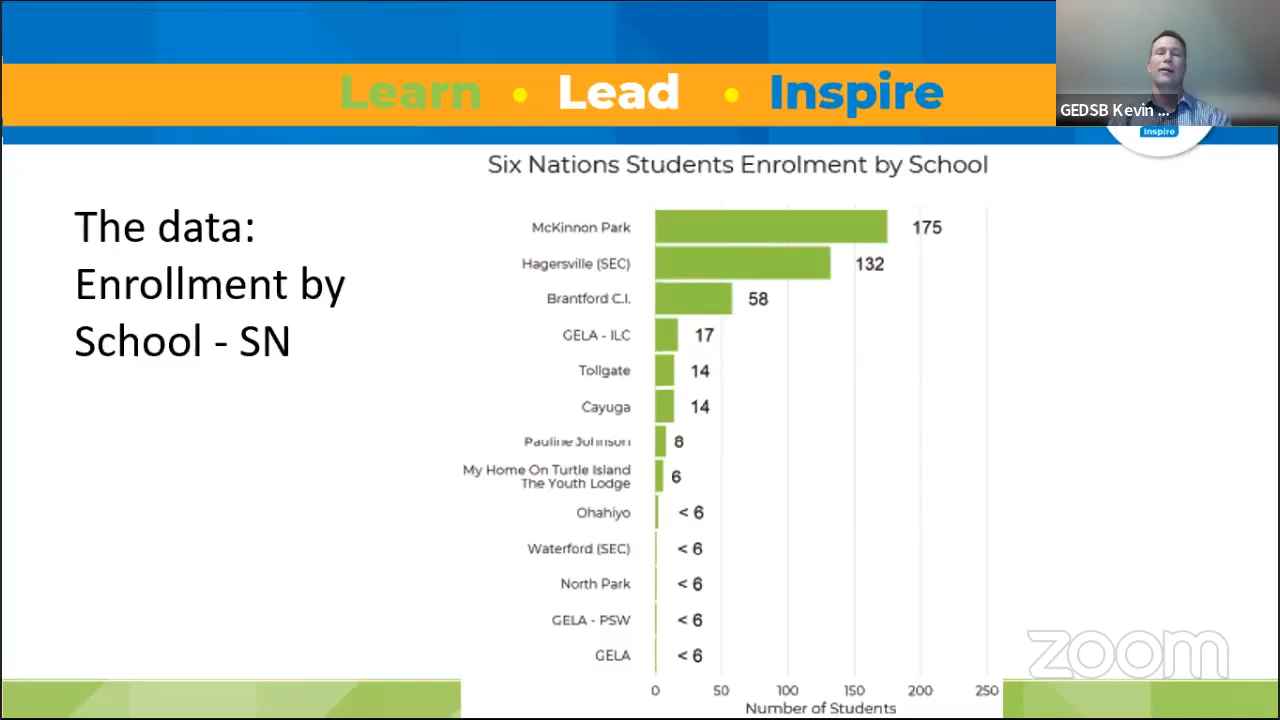 Learn • Lead • Inspire
GEDSB Kevin ...
Inspire
Six Nations Students Enrolment by School
The data:
Enrollment by
School - SN
McKinnon Park 175
Hagersville (SEC) 132
Brantford C.I. 58
GELA - ILC 17
Tollgate 14
Cayuga 14
Pauline Johnson 8
My Home On Turtle Island
The Youth Lodge 6
Ohahiyo < 6
Waterford (SEC) < 6
North Park < 6
GELA - PSW < 6
GELA < 6
0 50 100 150 200 250
Number of Students
zoom